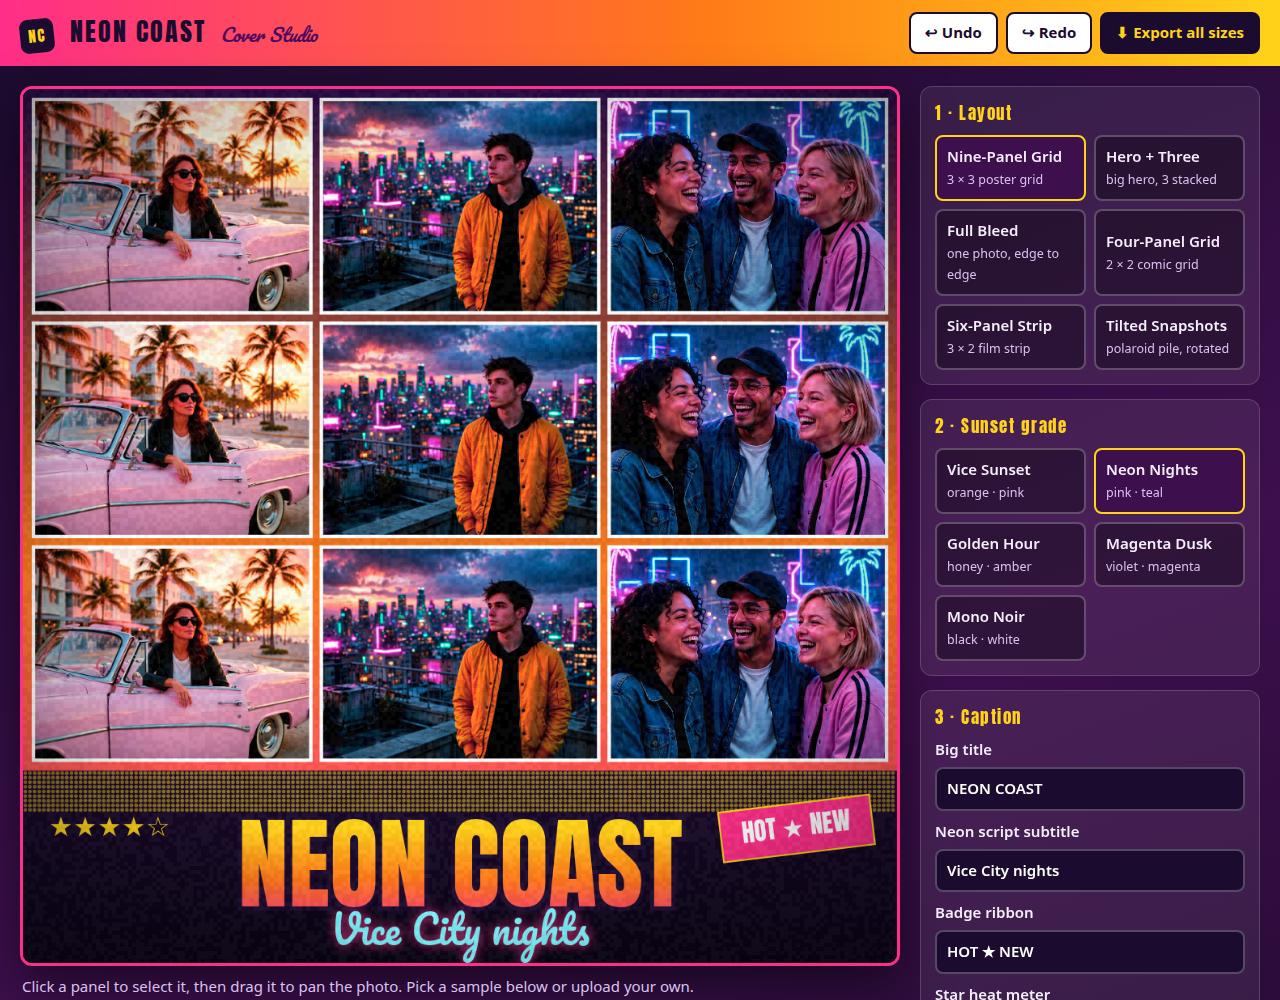 NC NEON COAST Cover Studio
↩ Undo ↪ Redo ⬇ Export all sizes
★★★★☆
NEON COAST
HOT ★ NEW
Vice City nights
Click a panel to select it, then drag it to pan the photo. Pick a sample below or upload your own.
1 · Layout
Nine-Panel Grid
3 × 3 poster grid
Hero + Three
big hero, 3 stacked
Full Bleed
one photo, edge to
edge
Four-Panel Grid
2 × 2 comic grid
Six-Panel Strip
3 × 2 film strip
Tilted Snapshots
polaroid pile, rotated
2 · Sunset grade
Vice Sunset
orange · pink
Neon Nights
pink · teal
Golden Hour
honey · amber
Magenta Dusk
violet · magenta
Mono Noir
black · white
3 · Caption
Big title
NEON COAST
Neon script subtitle
Vice City nights
Badge ribbon
HOT ★ NEW
Star heat meter